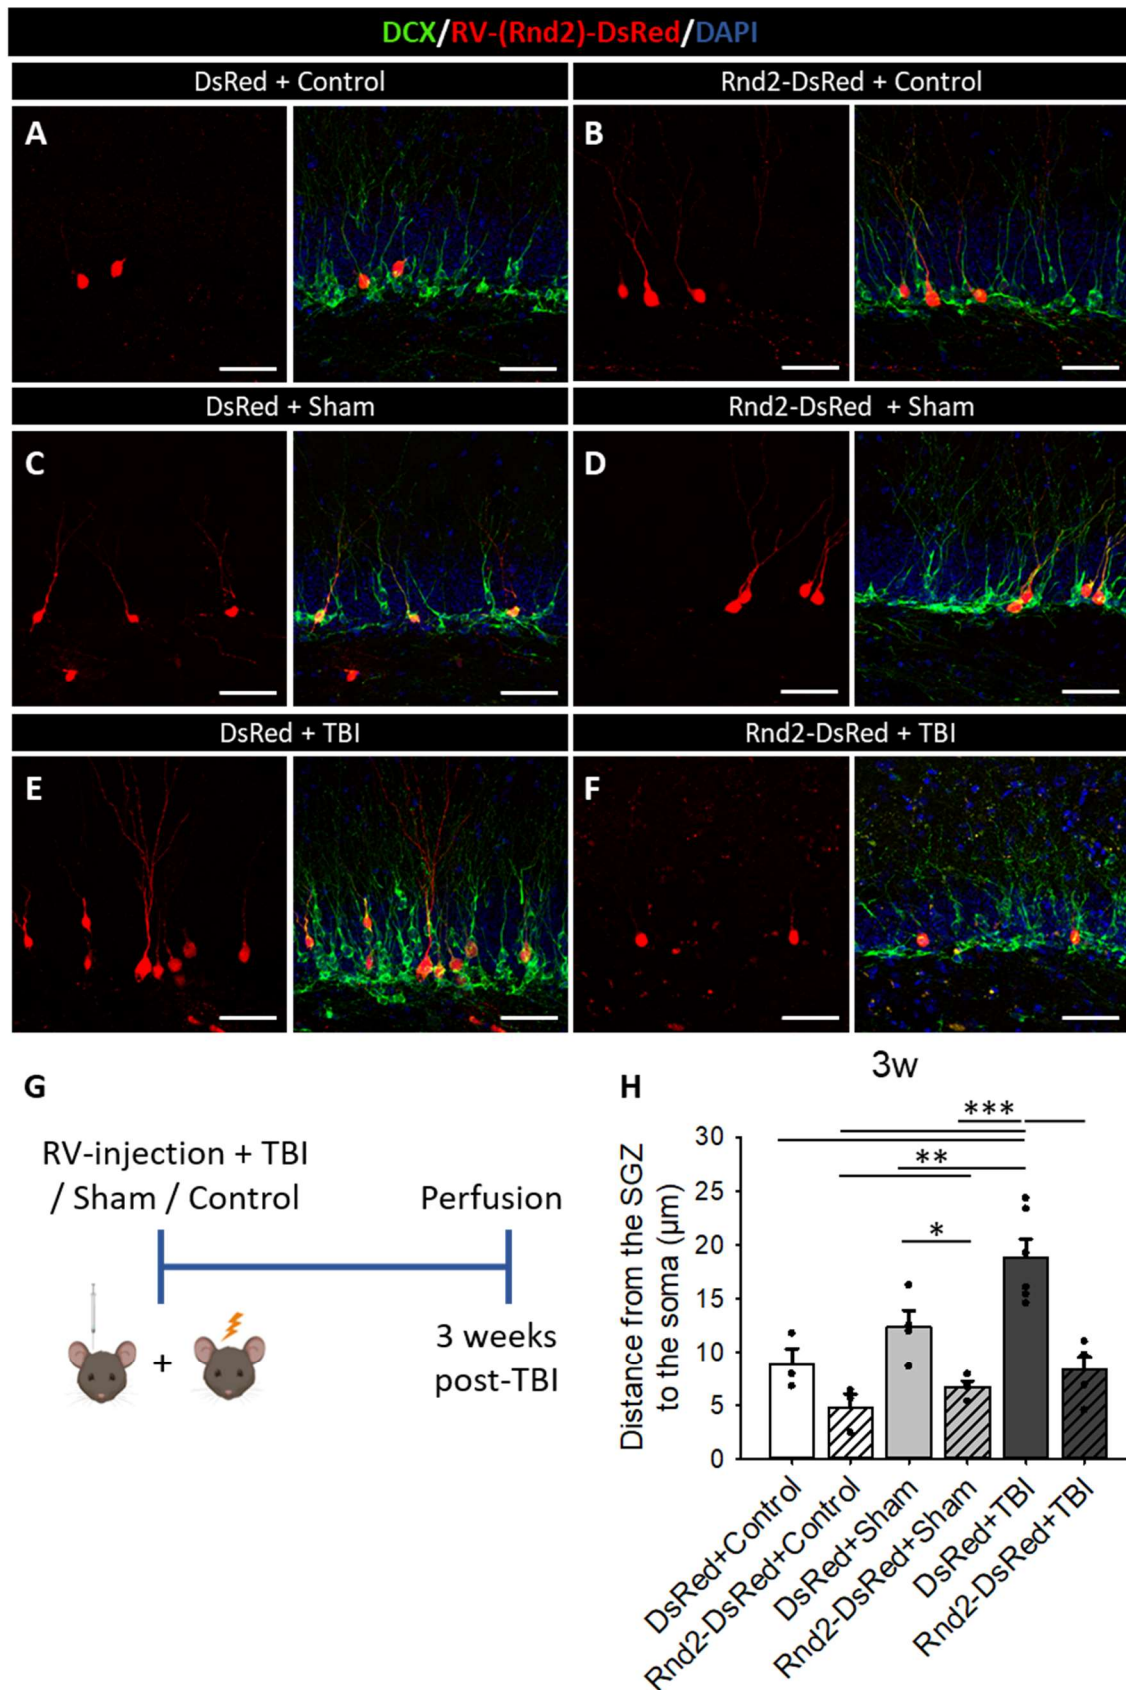 DCX/RV-(Rnd2)-DsRed/DAPI
DsRed + Control
Rnd2-DsRed + Control
A
B
DsRed + Sham
Rnd2-DsRed + Sham
C
D
DsRed + TBI
Rnd2-DsRed + TBI
E
F
G
RV-injection + TBI
/ Sham / Control
Perfusion
+
3 weeks
post-TBI
H
3w
***
**
*
Distance from the SGZ
to the soma (µm)
30
25
20
15
10
5
0
DsRed+Control
Rnd2-DsRed+Control
DsRed+Sham
Rnd2-DsRed+Sham
DsRed+TBI
Rnd2-DsRed+TBI